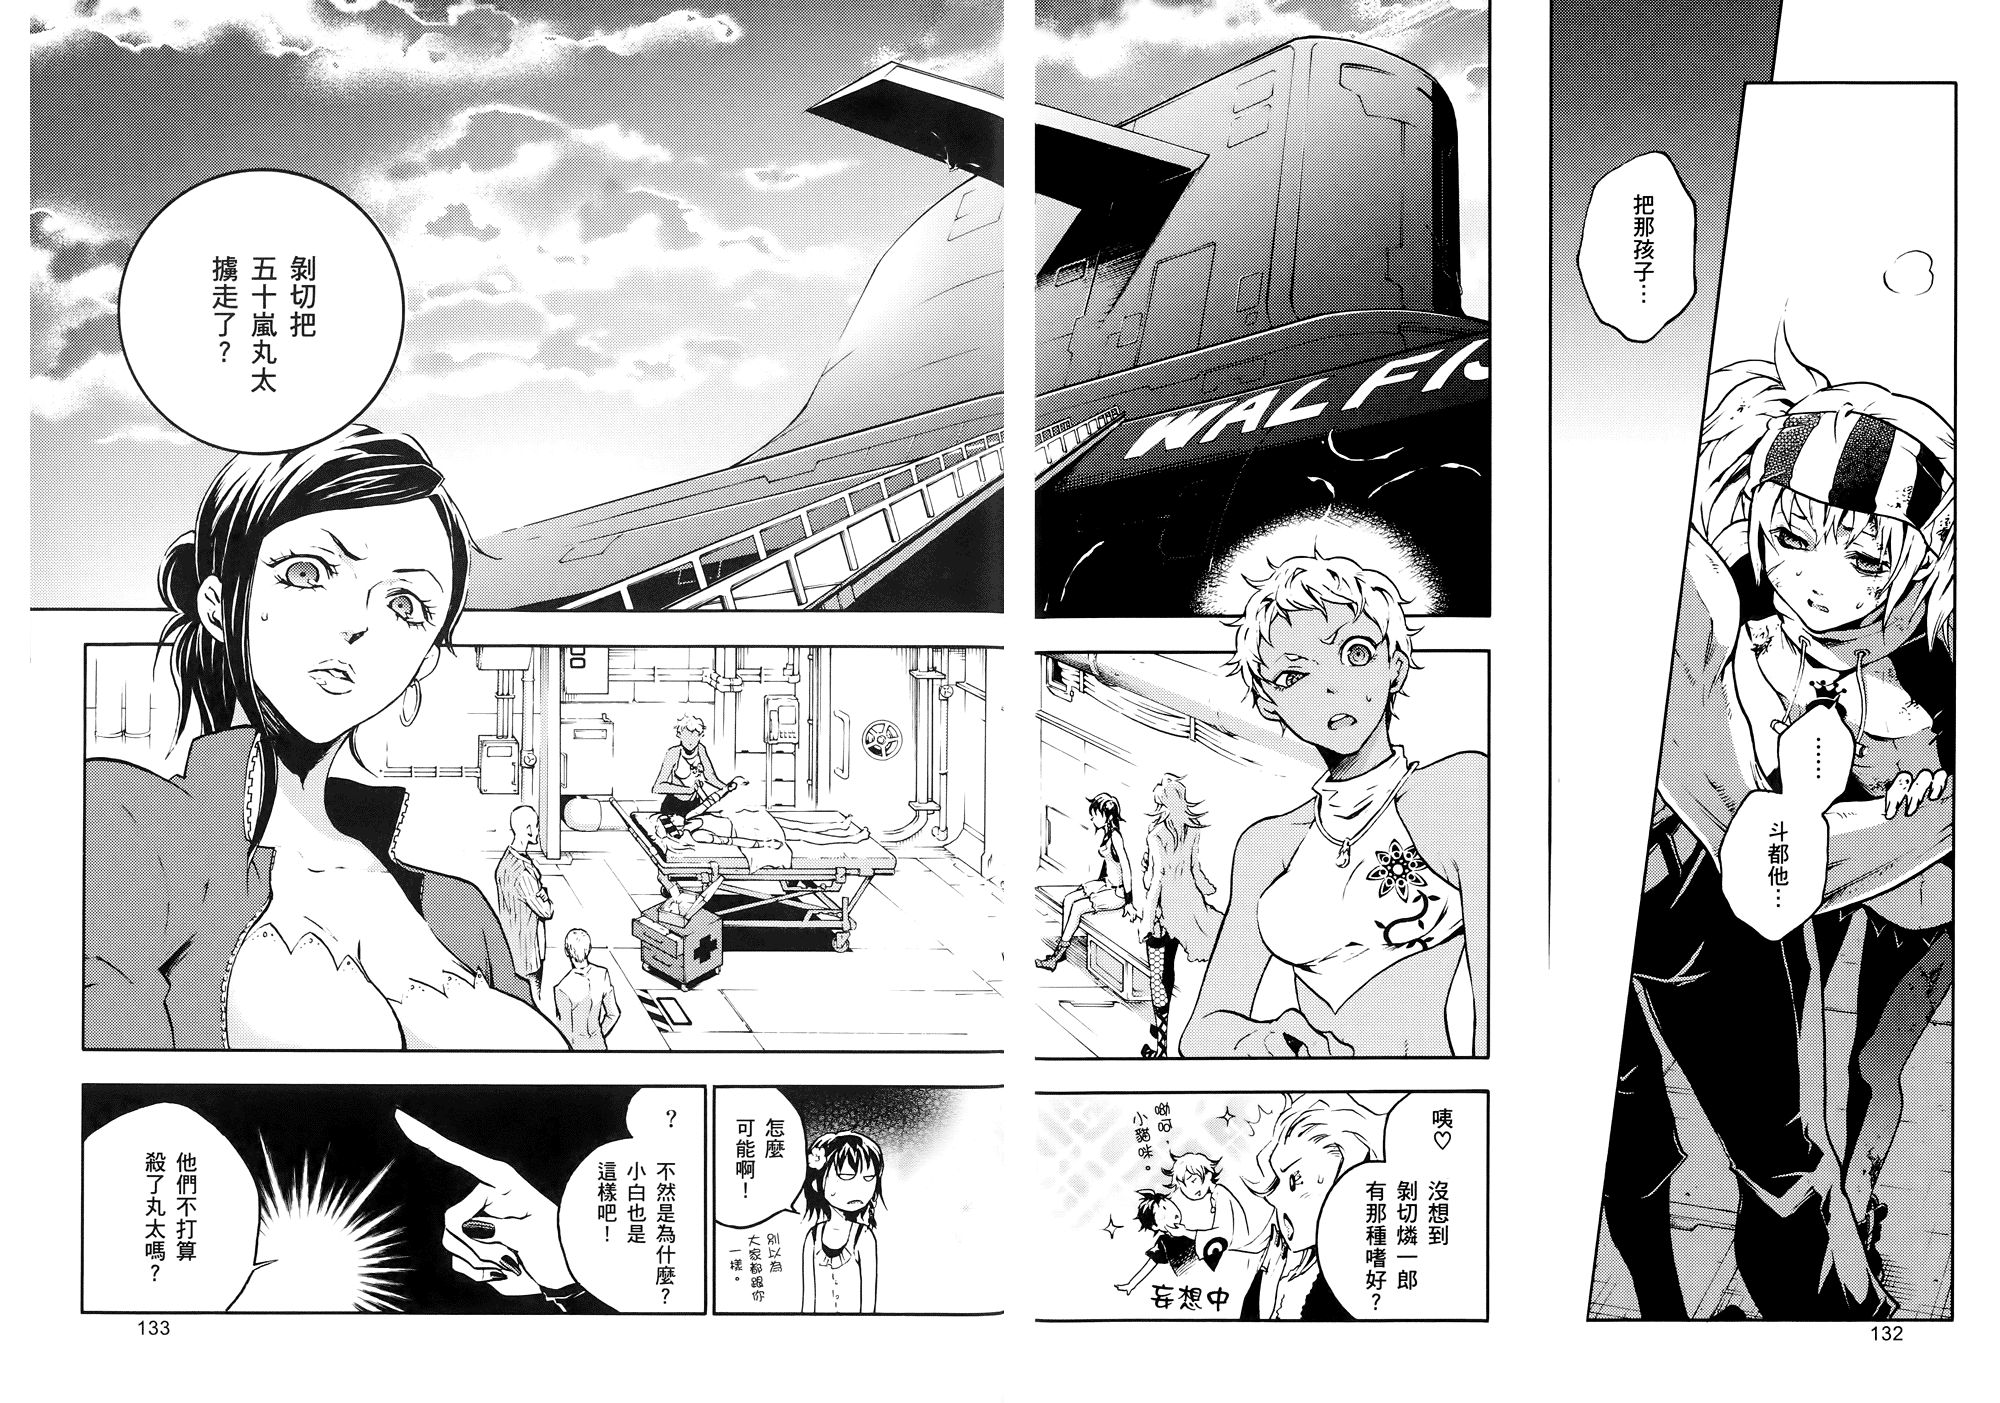 把那孩子…
……
斗都他…
WALFIS
剝切把
五十嵐丸太
擄走了？
咦♡
沒想到
剝切燐一郎
有那種嗜好？
呦呵，
小貓咪。
妄想中
怎麼
可能啊！
別以為
大家都跟你
一樣。
？
不然是為什麼？
小白也是
這樣吧！
他們不打算
殺了丸太嗎？
132
133